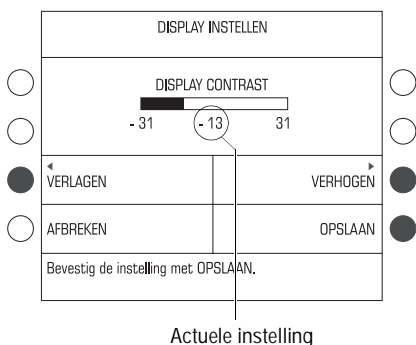 DISPLAY INSTELLEN
DISPLAY CONTRAST
- 31 - 13 31
VERLAGEN VERHOGEN
AFBREKEN OPSLAAN
Bevestig de instelling met OPSLAAN.
Actuele instelling